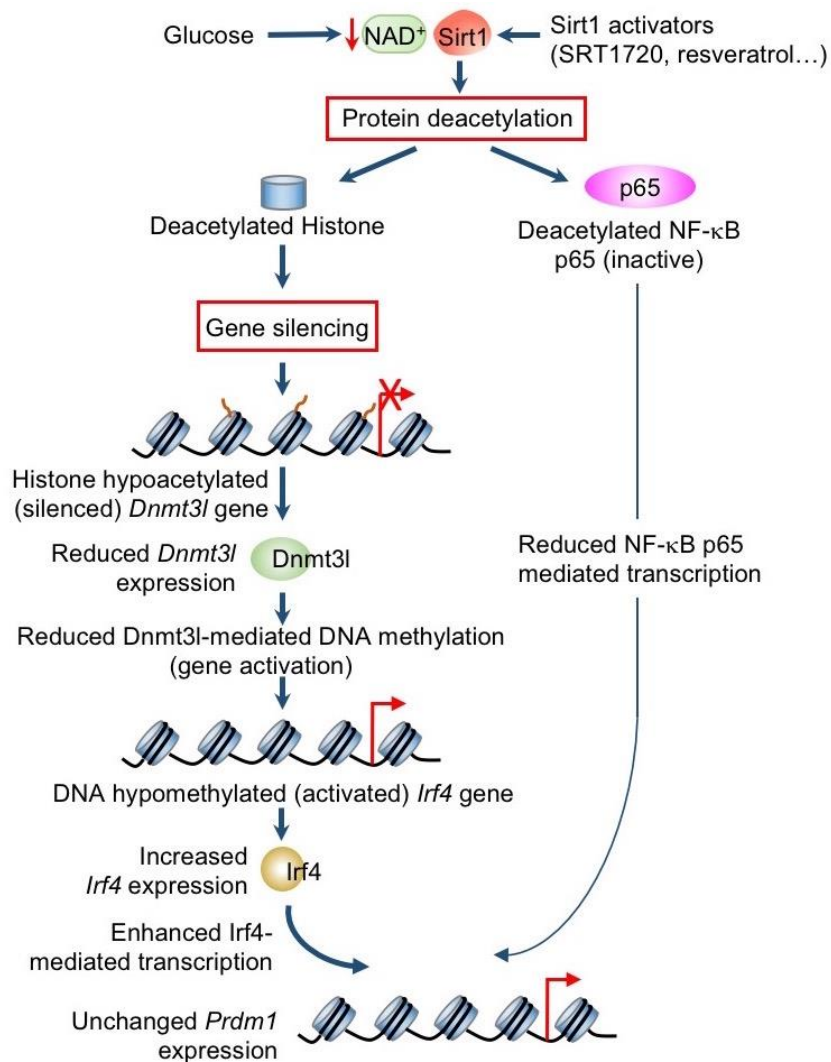 Glucose
NAD+
Sirt1
Sirt1 activators
(SRT1720, resveratrol…)
Protein deacetylation
Deacetylated Histone
p65
Deacetylated NF-κB
p65 (inactive)
Gene silencing
X
Histone hypoacetylated
(silenced) Dnmt3l gene
Reduced Dnmt3l
expression
Dnmt3l
Reduced NF-κB p65
mediated transcription
Reduced Dnmt3l-mediated DNA methylation
(gene activation)
DNA hypomethylated (activated) Irf4 gene
Increased
Irf4 expression
Irf4
Enhanced Irf4-
mediated transcription
Unchanged Prdm1
expression